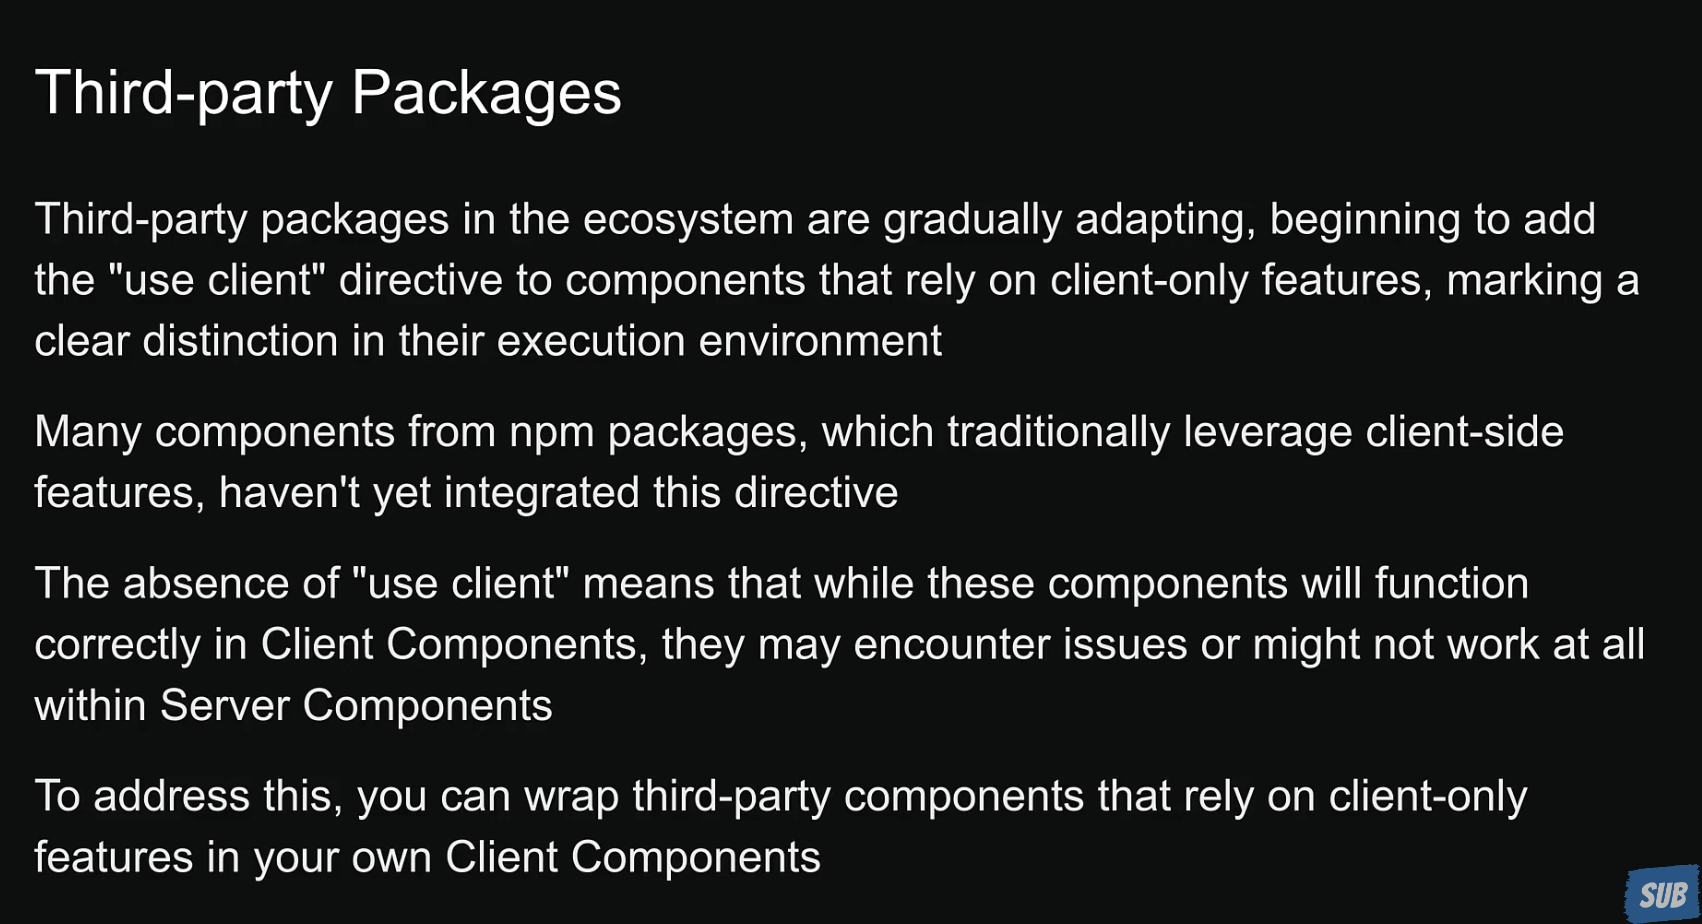 Third-party Packages
Third-party packages in the ecosystem are gradually adapting, beginning to add
the "use client" directive to components that rely on client-only features, marking a
clear distinction in their execution environment
Many components from npm packages, which traditionally leverage client-side
features, haven't yet integrated this directive
The absence of "use client" means that while these components will function
correctly in Client Components, they may encounter issues or might not work at all
within Server Components
To address this, you can wrap third-party components that rely on client-only
features in your own Client Components
SUB